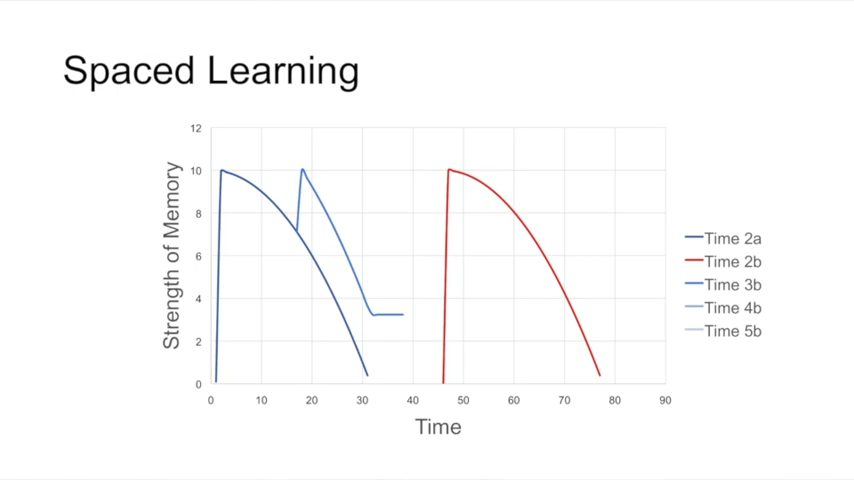 Spaced Learning
12
10
8
6
4
2
0
Strength of Memory
0 10 20 30 40 50 60 70 80 90
Time
Time 2a
Time 2b
Time 3b
Time 4b
Time 5b